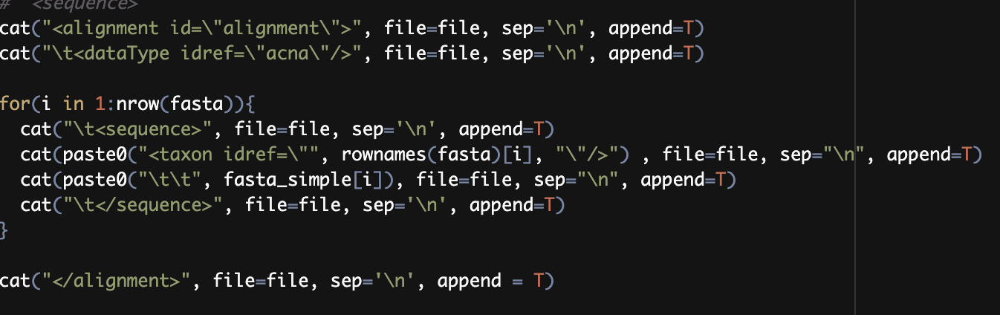 #  <sequence>
cat("<alignment id=\"alignment\">", file=file, sep='\n', append=T)
cat("\t<dataType idref=\"acna\"/>", file=file, sep='\n', append=T)
for(i in 1:nrow(fasta)){
  cat("\t<sequence>", file=file, sep='\n', append=T)
  cat(paste0("<taxon idref=\"", rownames(fasta)[i], "\"/>") , file=file, sep="\n", append=T)
  cat(paste0("\t\t", fasta_simple[i]), file=file, sep="\n", append=T)
  cat("\t</sequence>", file=file, sep='\n', append=T)
}
cat("</alignment>", file=file, sep='\n', append = T)